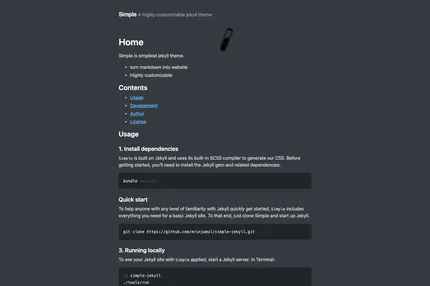 Simple A highly customizable jekyll theme
Home
Simple is simpliest jekyll theme.
turn markdown into website
Highly customizable
Contents
Usage
Development
Author
License
Usage
1. Install dependencies
Simple is built on Jekyll and uses its built-in SCSS compiler to generate our CSS. Before
getting started, you'll need to install the Jekyll gem and related dependencies:
bundle
Quick start
To help anyone with any level of familiarity with Jekyll quickly get started, Simple includes
everything you need for a basic Jekyll site. To that end, just clone Simple and start up Jekyll.
git clone https://github.com/mrinjamul/simple-jekyll.git
3. Running locally
To see your Jekyll site with Simple applied, start a Jekyll server. In Terminal:
simple-jekyll
./tools/run